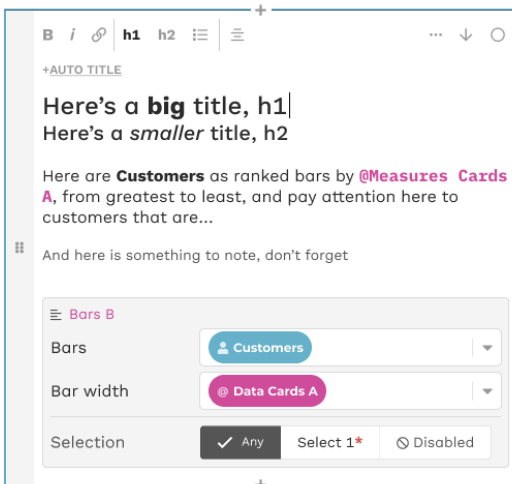 B i h1 h2
+AUTO TITLE
Here's a big title, h1
Here's a smaller title, h2
Here are Customers as ranked bars by @Measures Cards
A, from greatest to least, and pay attention here to
customers that are...
And here is something to note, don't forget
Bars B
Bars Customers
Bar width @ Data Cards A
Selection Any Select 1* Disabled